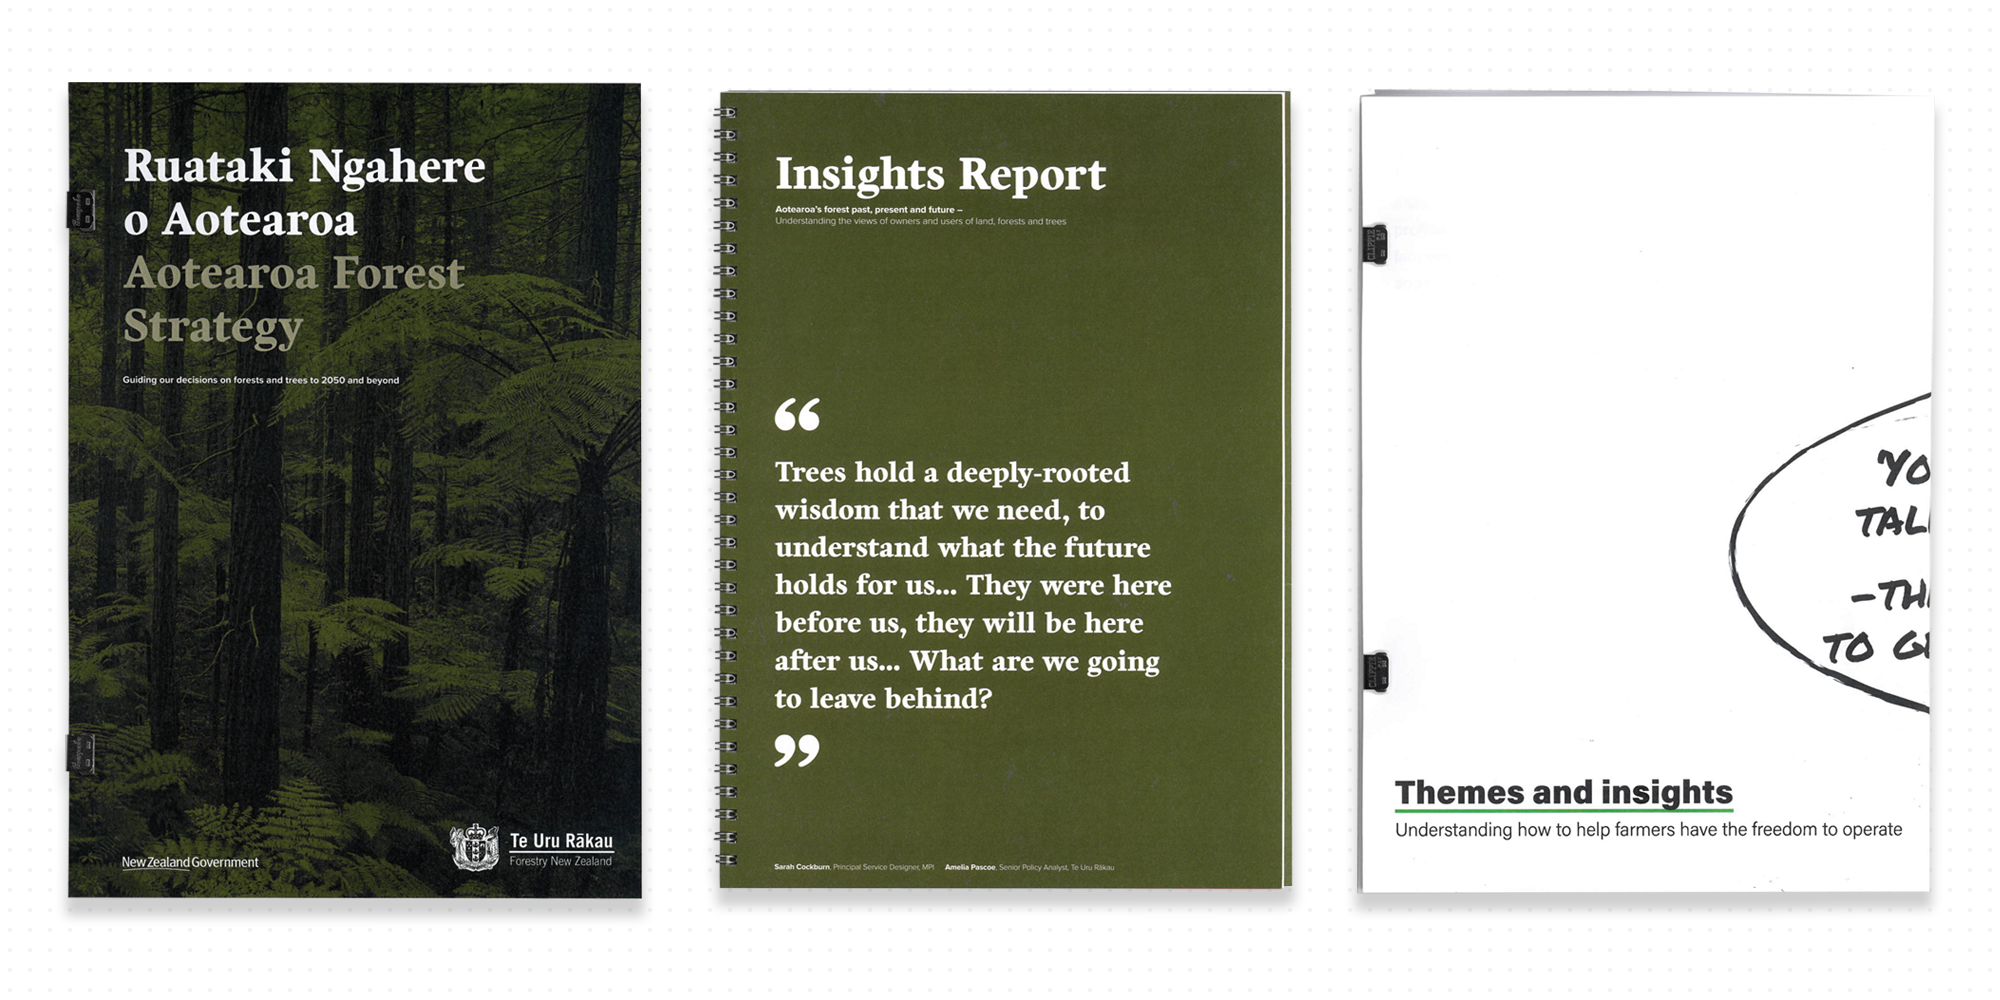 Ruataki Ngahere
o Aotearoa
Aotearoa Forest
Strategy
Guiding our decisions on forests and trees to 2050 and beyond
New Zealand Government
Te Uru Rākau
Forestry New Zealand
Insights Report
Aotearoa's forest past, present and future –
Understanding the views of owners and users of land, forests and trees
“
Trees hold a deeply-rooted
wisdom that we need, to
understand what the future
holds for us... They were here
before us, they will be here
after us... What are we going
to leave behind?
”
Sarah Cockburn, Principal Service Designer, MPI Amelia Pascoe, Senior Policy Analyst, Te Uru Rākau
CLIPPLE
YO
TAL
-TH
TO G
CLIPPLE
Themes and insights
Understanding how to help farmers have the freedom to operate